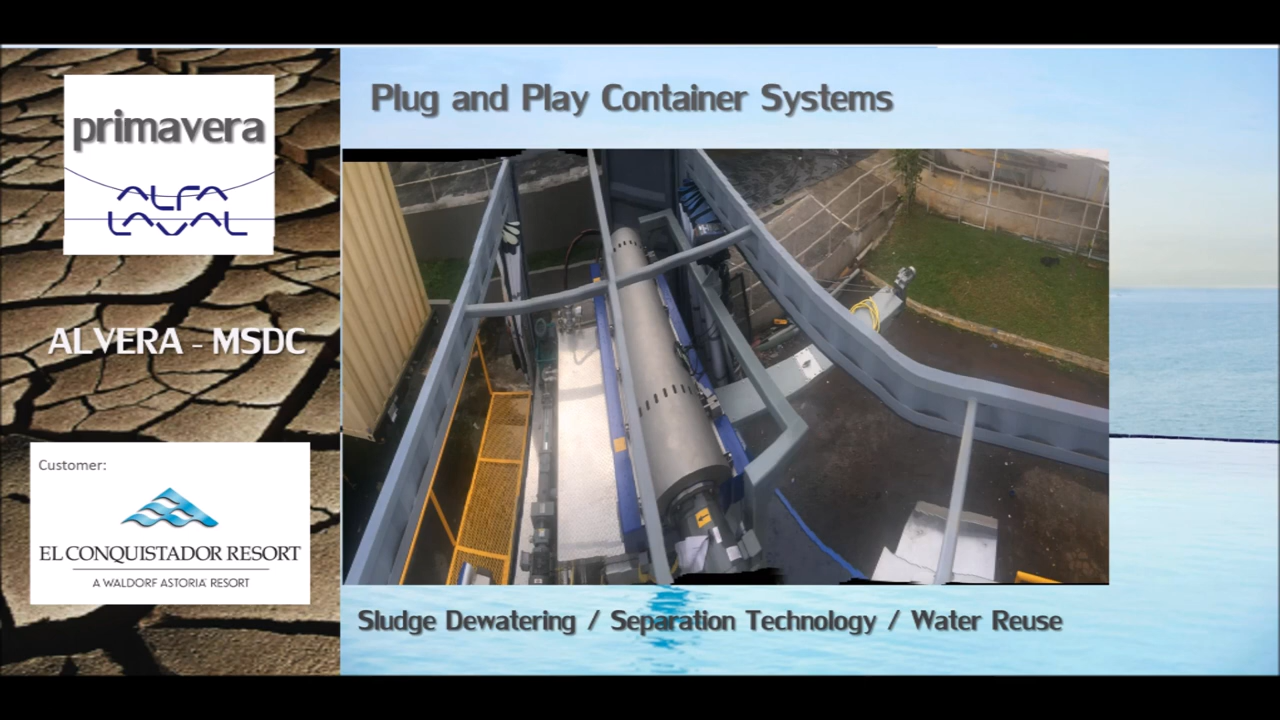 Plug and Play Container Systems
primavera
ALFA
LAVAL
ALVERA - MSDC
Customer:
EL CONQUISTADOR RESORT
A WALDORF ASTORIA RESORT
Sludge Dewatering / Separation Technology / Water Reuse